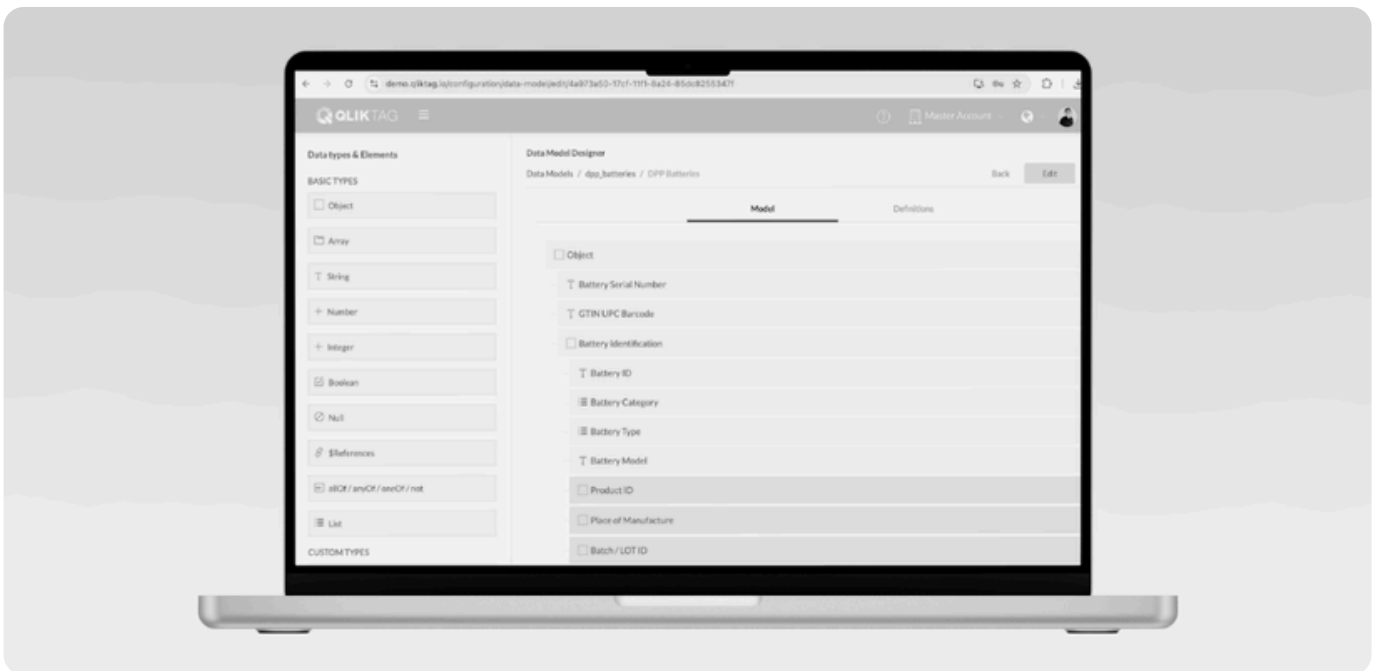 QLIKTAG
Master Account
Data types & Elements
BASIC TYPES
Object
Array
String
Number
Integer
Boolean
Null
$References
allOf / anyOf / oneOf / not
List
CUSTOM TYPES
Data Model Designer
Data Models / dpp_batteries / DPP Batteries
Back
Edit
Model
Definitions
Object
Battery Serial Number
GTIN UPC Barcode
Battery Identification
Battery ID
Battery Category
Battery Type
Battery Model
Product ID
Place of Manufacture
Batch / LOT ID